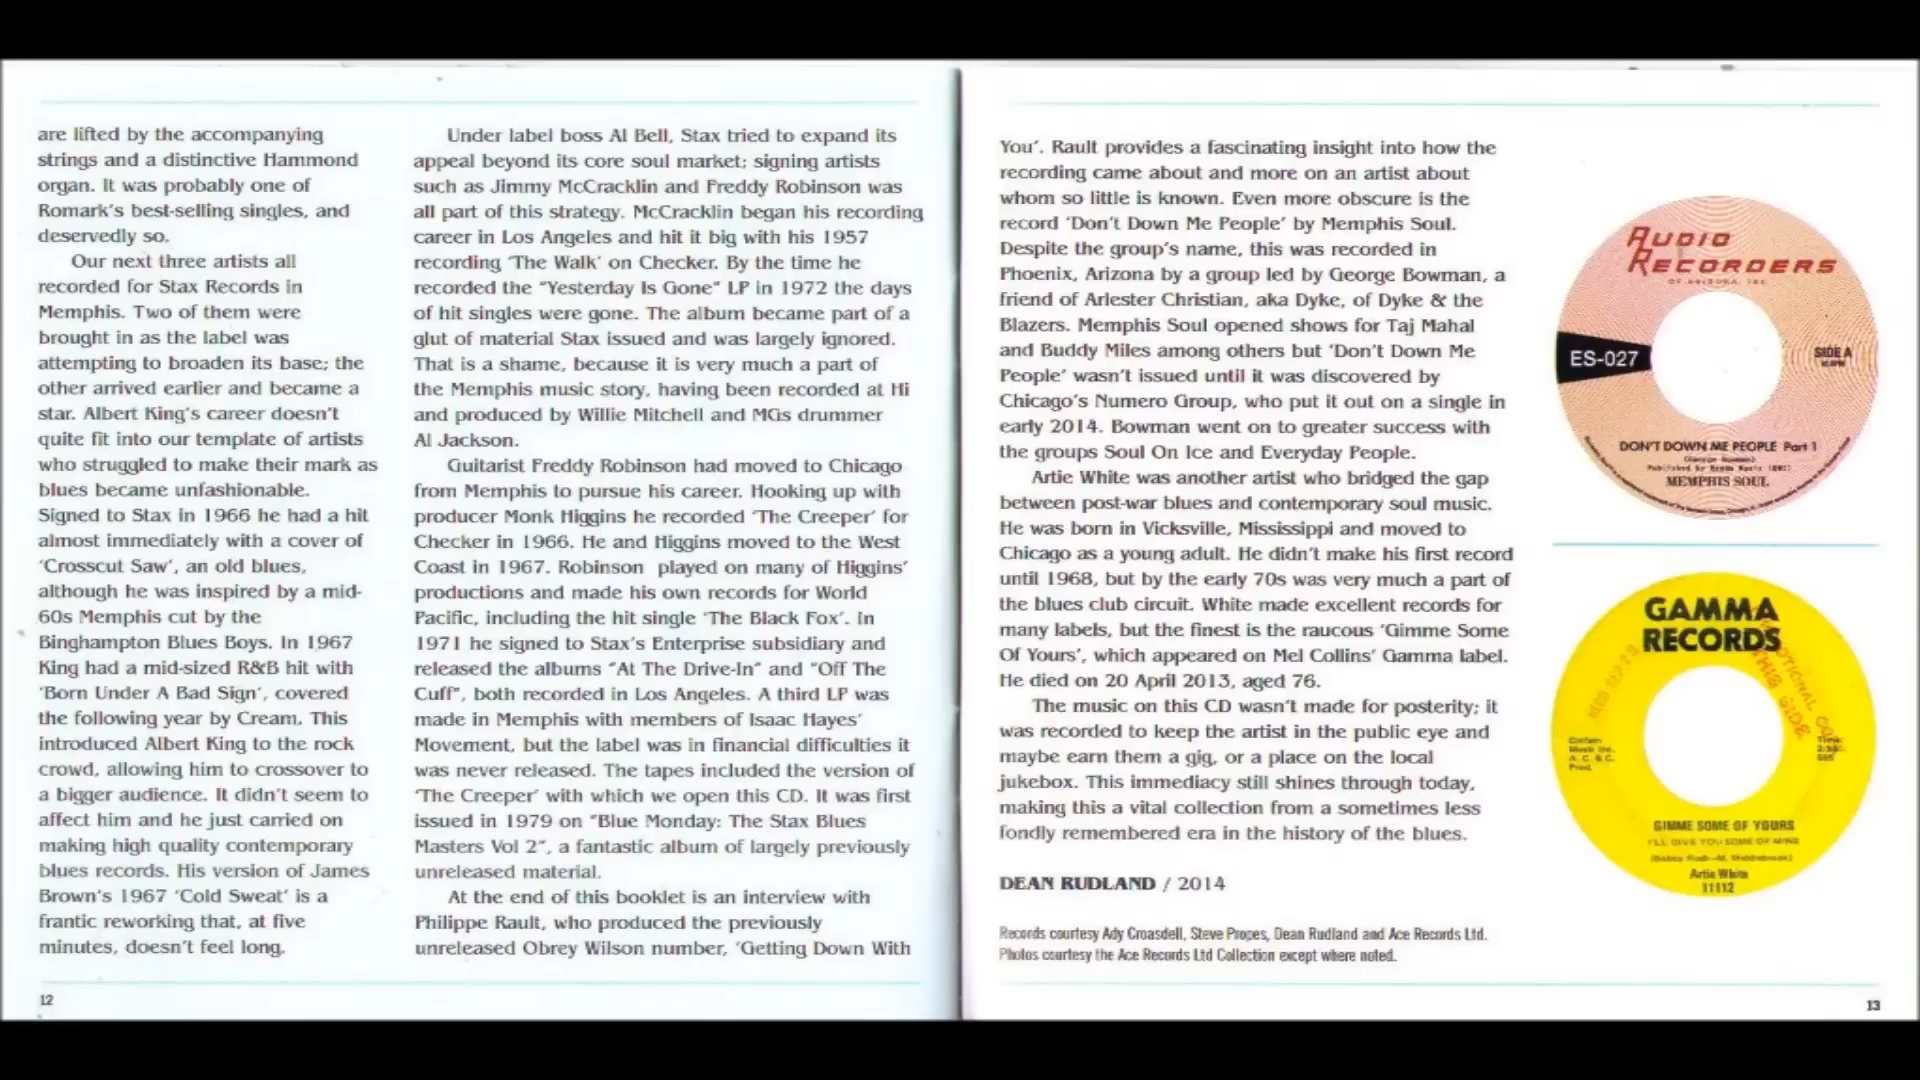 are lifted by the accompanying
strings and a distinctive Hammond
organ. It was probably one of
Romark's best-selling singles, and
deservedly so.
Our next three artists all
recorded for Stax Records in
Memphis. Two of them were
brought in as the label was
attempting to broaden its base; the
other arrived earlier and became a
star. Albert King's career doesn't
quite fit into our template of artists
who struggled to make their mark as
blues became unfashionable.
Signed to Stax in 1966 he had a hit
almost immediately with a cover of
'Crosscut Saw', an old blues,
although he was inspired by a mid-
60s Memphis cut by the
Binghampton Blues Boys. In 1967
King had a mid-sized R&B hit with
'Born Under A Bad Sign', covered
the following year by Cream. This
introduced Albert King to the rock
crowd, allowing him to crossover to
a bigger audience. It didn't seem to
affect him and he just carried on
making high quality contemporary
blues records. His version of James
Brown's 1967 'Cold Sweat' is a
frantic reworking that, at five
minutes, doesn't feel long.
12
Under label boss Al Bell, Stax tried to expand its
appeal beyond its core soul market; signing artists
such as Jimmy McCracklin and Freddy Robinson was
all part of this strategy. McCracklin began his recording
career in Los Angeles and hit it big with his 1957
recording 'The Walk' on Checker. By the time he
recorded the "Yesterday Is Gone" LP in 1972 the days
of hit singles were gone. The album became part of a
glut of material Stax issued and was largely ignored.
That is a shame, because it is very much a part of
the Memphis music story, having been recorded at Hi
and produced by Willie Mitchell and MGs drummer
Al Jackson.
Guitarist Freddy Robinson had moved to Chicago
from Memphis to pursue his career. Hooking up with
producer Monk Higgins he recorded 'The Creeper' for
Checker in 1966. He and Higgins moved to the West
Coast in 1967. Robinson played on many of Higgins'
productions and made his own records for World
Pacific, including the hit single 'The Black Fox'. In
1971 he signed to Stax's Enterprise subsidiary and
released the albums "At The Drive-In" and "Off The
Cuff", both recorded in Los Angeles. A third LP was
made in Memphis with members of Isaac Hayes'
Movement, but the label was in financial difficulties it
was never released. The tapes included the version of
'The Creeper' with which we open this CD. It was first
issued in 1979 on "Blue Monday: The Stax Blues
Masters Vol 2", a fantastic album of largely previously
unreleased material.
At the end of this booklet is an interview with
Philippe Rault, who produced the previously
unreleased Obrey Wilson number, 'Getting Down With
You'. Rault provides a fascinating insight into how the
recording came about and more on an artist about
whom so little is known. Even more obscure is the
record 'Don't Down Me People' by Memphis Soul.
Despite the group's name, this was recorded in
Phoenix, Arizona by a group led by George Bowman, a
friend of Arlester Christian, aka Dyke, of Dyke & the
Blazers. Memphis Soul opened shows for Taj Mahal
and Buddy Miles among others but 'Don't Down Me
People' wasn't issued until it was discovered by
Chicago's Numero Group, who put it out on a single in
early 2014. Bowman went on to greater success with
the groups Soul On Ice and Everyday People.
Artie White was another artist who bridged the gap
between post-war blues and contemporary soul music.
He was born in Vicksville, Mississippi and moved to
Chicago as a young adult. He didn't make his first record
until 1968, but by the early 70s was very much a part of
the blues club circuit. White made excellent records for
many labels, but the finest is the raucous 'Gimme Some
Of Yours', which appeared on Mel Collins' Gamma label.
He died on 20 April 2013, aged 76.
The music on this CD wasn't made for posterity; it
was recorded to keep the artist in the public eye and
maybe earn them a gig, or a place on the local
jukebox. This immediacy still shines through today,
making this a vital collection from a sometimes less
fondly remembered era in the history of the blues.
DEAN RUDLAND / 2014
Records courtesy Ady Croasdell, Steve Propes, Dean Rudland and Ace Records Ltd.
Photos courtesy the Ace Records Ltd Collection except where noted.
AUDIO
RECORDERS
OF ARIZONA, INC.
ES-027
SIDE A
DON'T DOWN ME PEOPLE Part 1
(George Bowman)
MEMPHIS SOUL
GAMMA
RECORDS
THIS SIDE
GIMME SOME OF YOURS
I'LL GIVE YOU SOME OF MINE
Artie White
11112
13